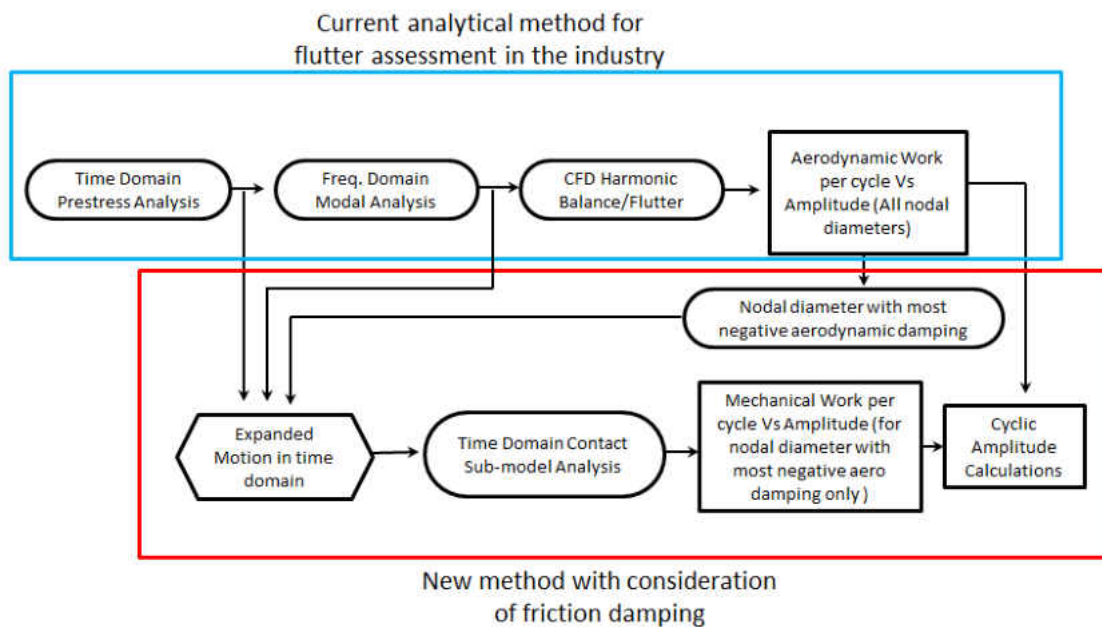 Current analytical method for
flutter assessment in the industry
Time Domain
Prestress Analysis
Freq. Domain
Modal Analysis
CFD Harmonic
Balance/Flutter
Aerodynamic Work
per cycle Vs
Amplitude (All nodal
diameters)
Nodal diameter with most
negative aerodynamic damping
Expanded
Motion in time
domain
Time Domain Contact
Sub-model Analysis
Mechanical Work per
cycle Vs Amplitude (for
nodal diameter with
most negative aero
damping only )
Cyclic
Amplitude
Calculations
New method with consideration
of friction damping